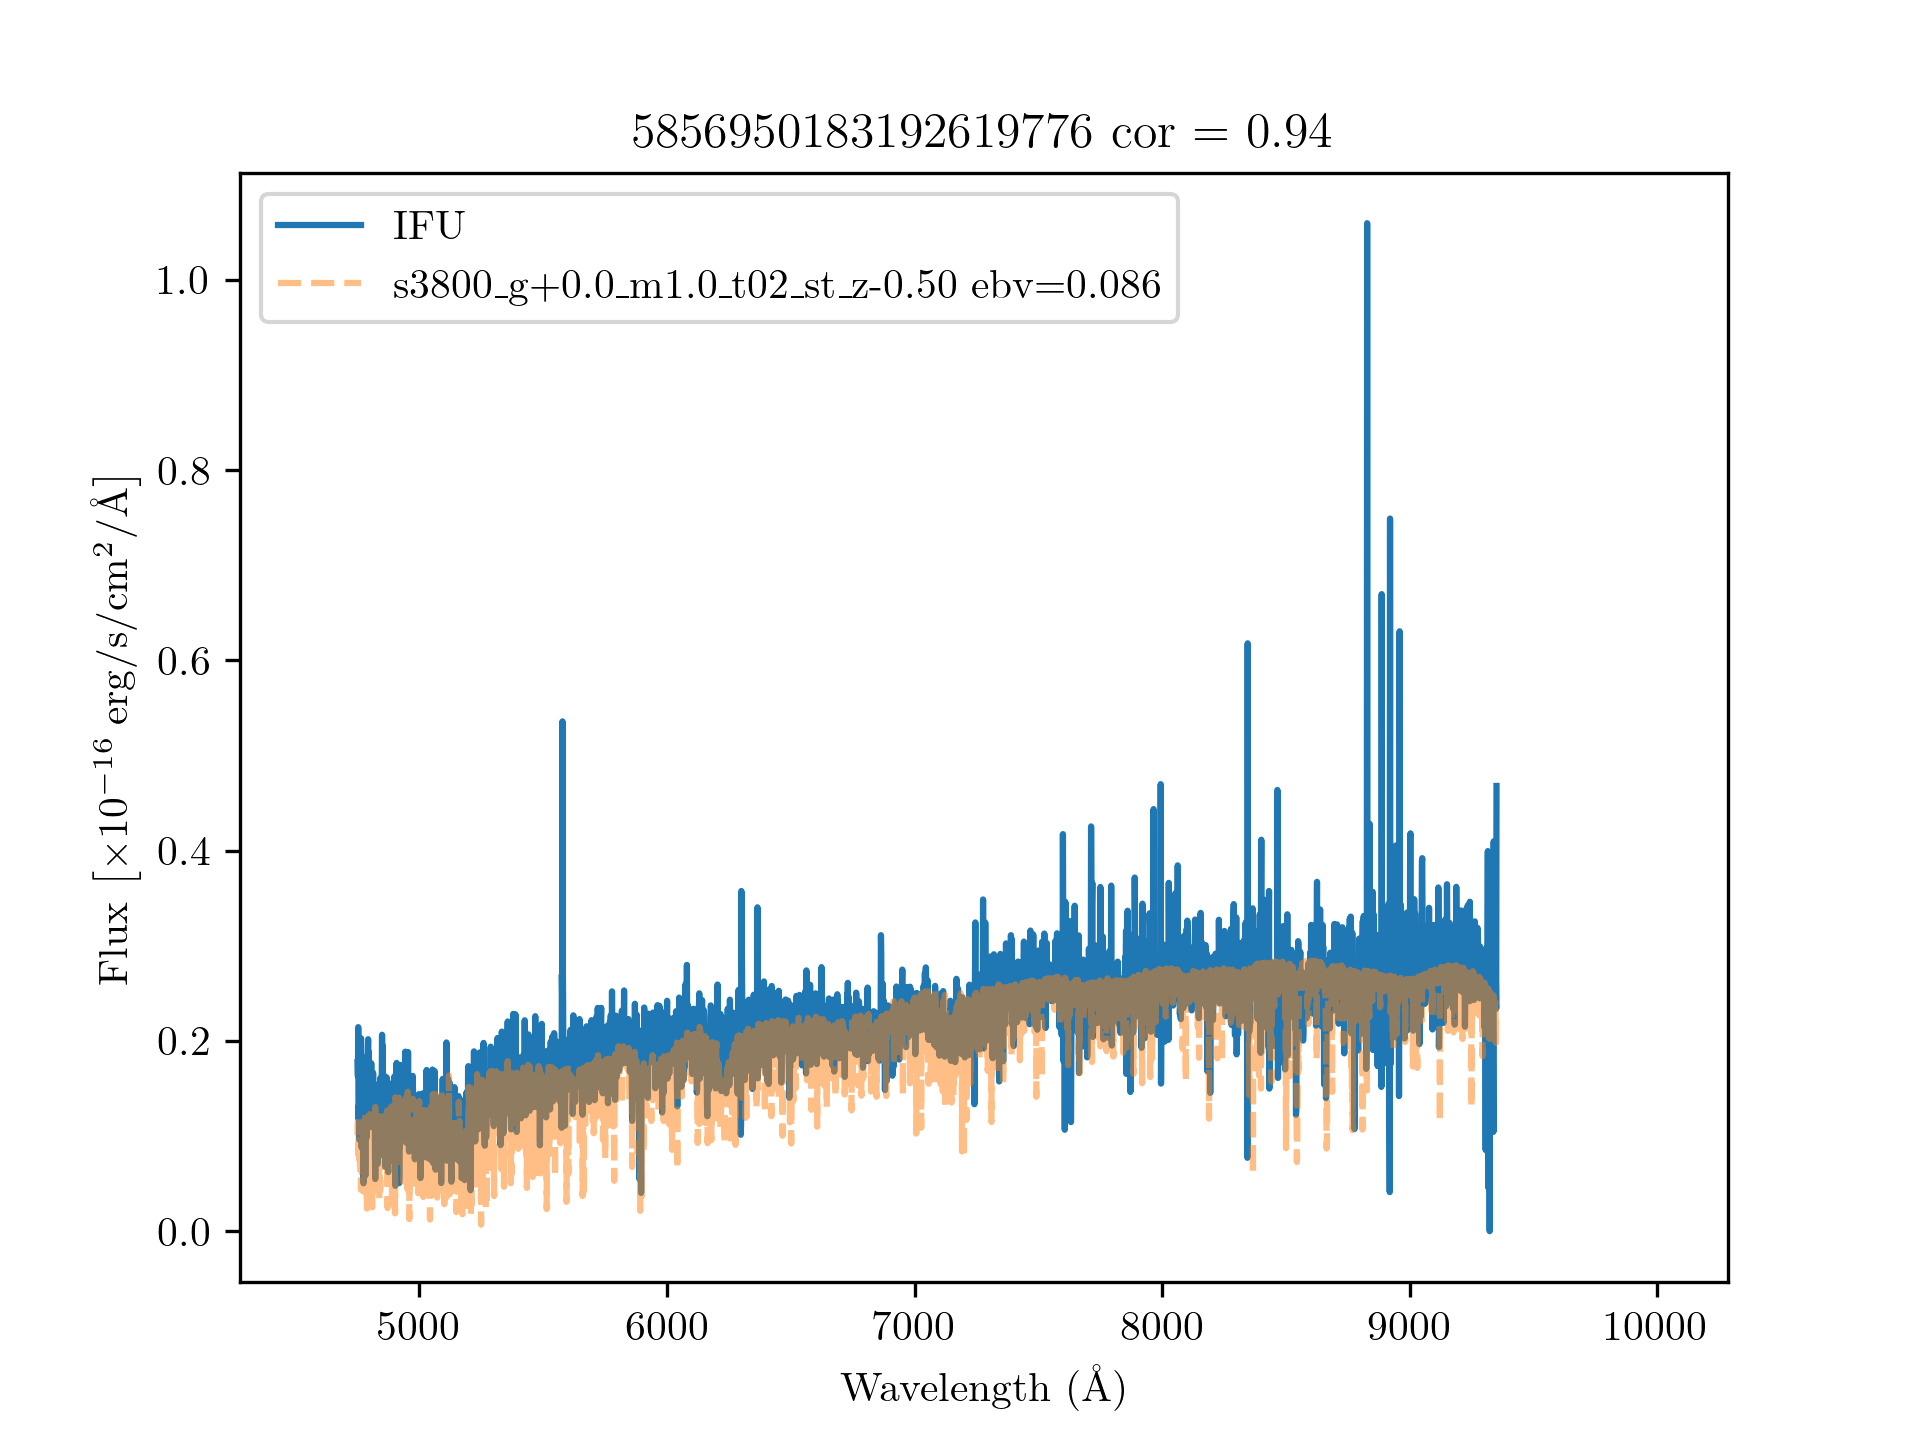 5856950183192619776 cor = 0.94
IFU
s3800_g+0.0_m1.0_t02_st_z-0.50 ebv=0.086
Flux [×10⁻¹⁶ erg/s/cm²/Å]
1.0
0.8
0.6
0.4
0.2
0.0
5000 6000 7000 8000 9000 10000
Wavelength (Å)